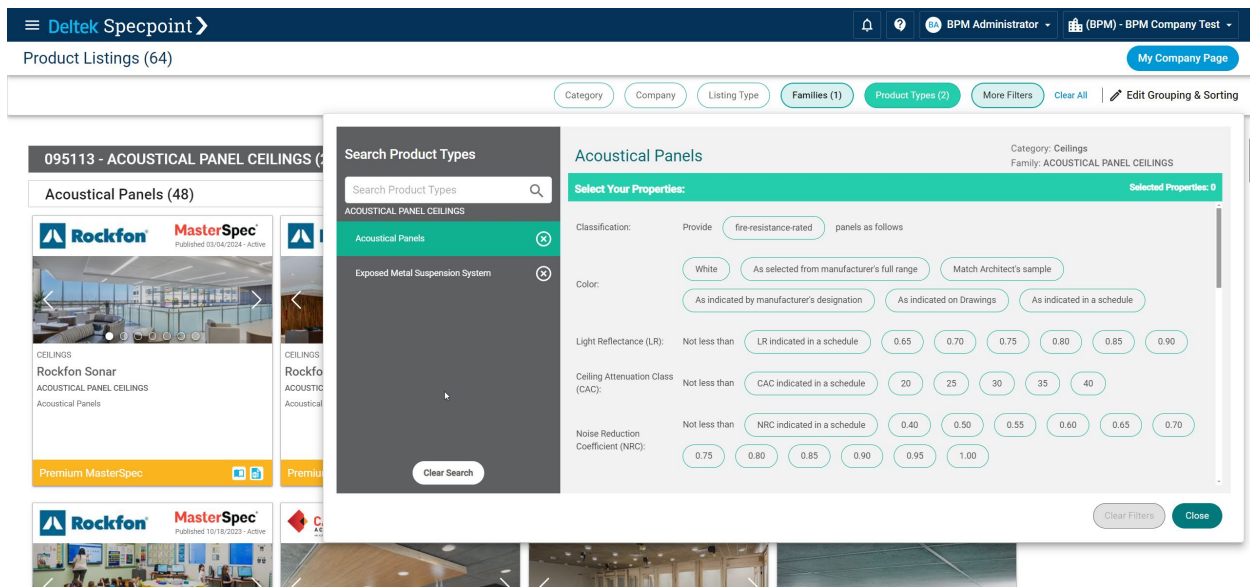 Deltek Specpoint
BA BPM Administrator
(BPM) - BPM Company Test
Product Listings (64)
My Company Page
Category
Company
Listing Type
Families (1)
Product Types (2)
More Filters
Clear All
Edit Grouping & Sorting
095113 - ACOUSTICAL PANEL CEILINGS (
Acoustical Panels (48)
Rockfon
MasterSpec
Published 03/04/2024 - Active
CEILINGS
Rockfon Sonar
ACOUSTICAL PANEL CEILINGS
Acoustical Panels
Premium MasterSpec
CEILINGS
Rockfo
ACOUSTIC
Acoustical
Premiu
Rockfon
MasterSpec
Published 10/18/2023 - Active
Search Product Types
Search Product Types
ACOUSTICAL PANEL CEILINGS
Acoustical Panels
Exposed Metal Suspension System
Clear Search
Acoustical Panels
Category: Ceilings
Family: ACOUSTICAL PANEL CEILINGS
Select Your Properties:
Selected Properties: 0
Classification: Provide fire-resistance-rated panels as follows
Color:
White As selected from manufacturer's full range Match Architect's sample
As indicated by manufacturer's designation As indicated on Drawings As indicated in a schedule
Light Reflectance (LR): Not less than LR indicated in a schedule 0.65 0.70 0.75 0.80 0.85 0.90
Ceiling Attenuation Class
(CAC):
Not less than CAC indicated in a schedule 20 25 30 35 40
Noise Reduction
Coefficient (NRC):
Not less than NRC indicated in a schedule 0.40 0.50 0.55 0.60 0.65 0.70
0.75 0.80 0.85 0.90 0.95 1.00
Clear Filters
Close